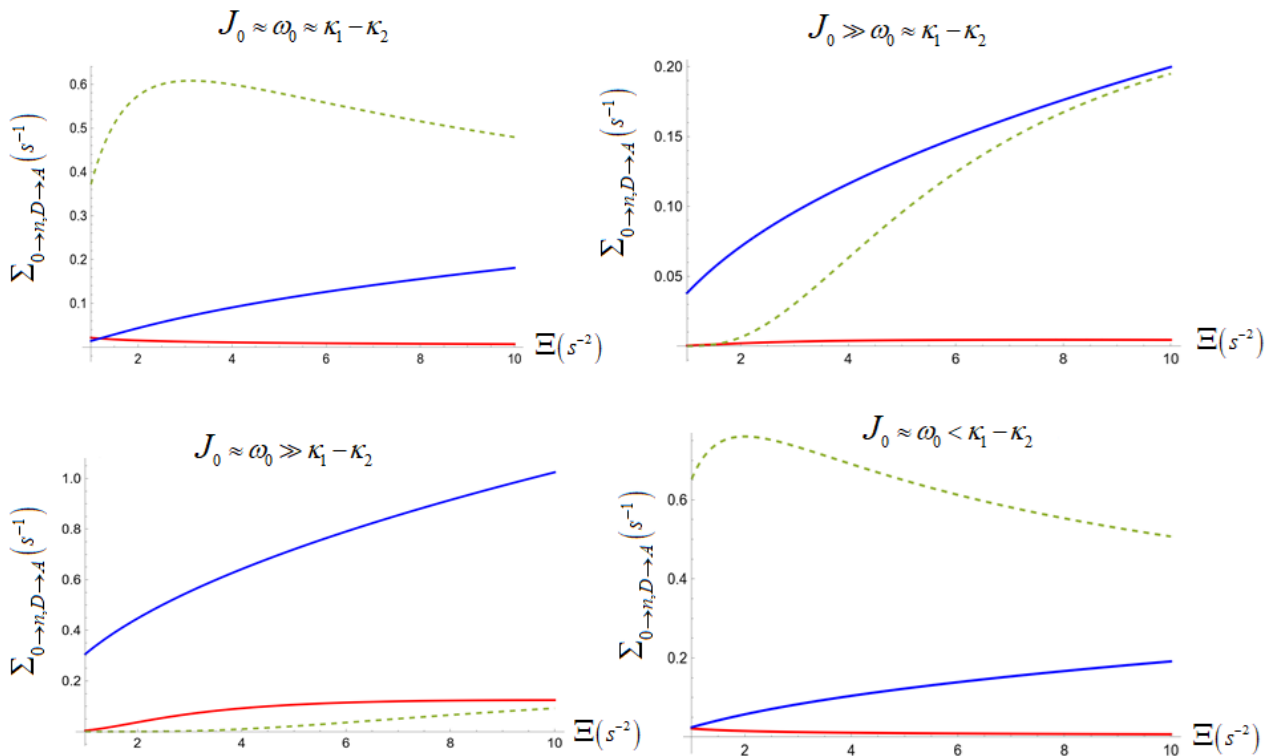 J₀ ≈ ω₀ ≈ κ₁ − κ₂
Σ₀→n,D→A (s⁻¹)
0.6
0.5
0.4
0.3
0.2
0.1
2 4 6 8 10
Ξ(s⁻²)
J₀ ≫ ω₀ ≈ κ₁ − κ₂
Σ₀→n,D→A (s⁻¹)
0.20
0.15
0.10
0.05
2 4 6 8 10
Ξ(s⁻²)
J₀ ≈ ω₀ ≫ κ₁ − κ₂
Σ₀→n,D→A (s⁻¹)
1.0
0.8
0.6
0.4
0.2
2 4 6 8 10
Ξ(s⁻²)
J₀ ≈ ω₀ < κ₁ − κ₂
Σ₀→n,D→A (s⁻¹)
0.6
0.4
0.2
2 4 6 8 10
Ξ(s⁻²)